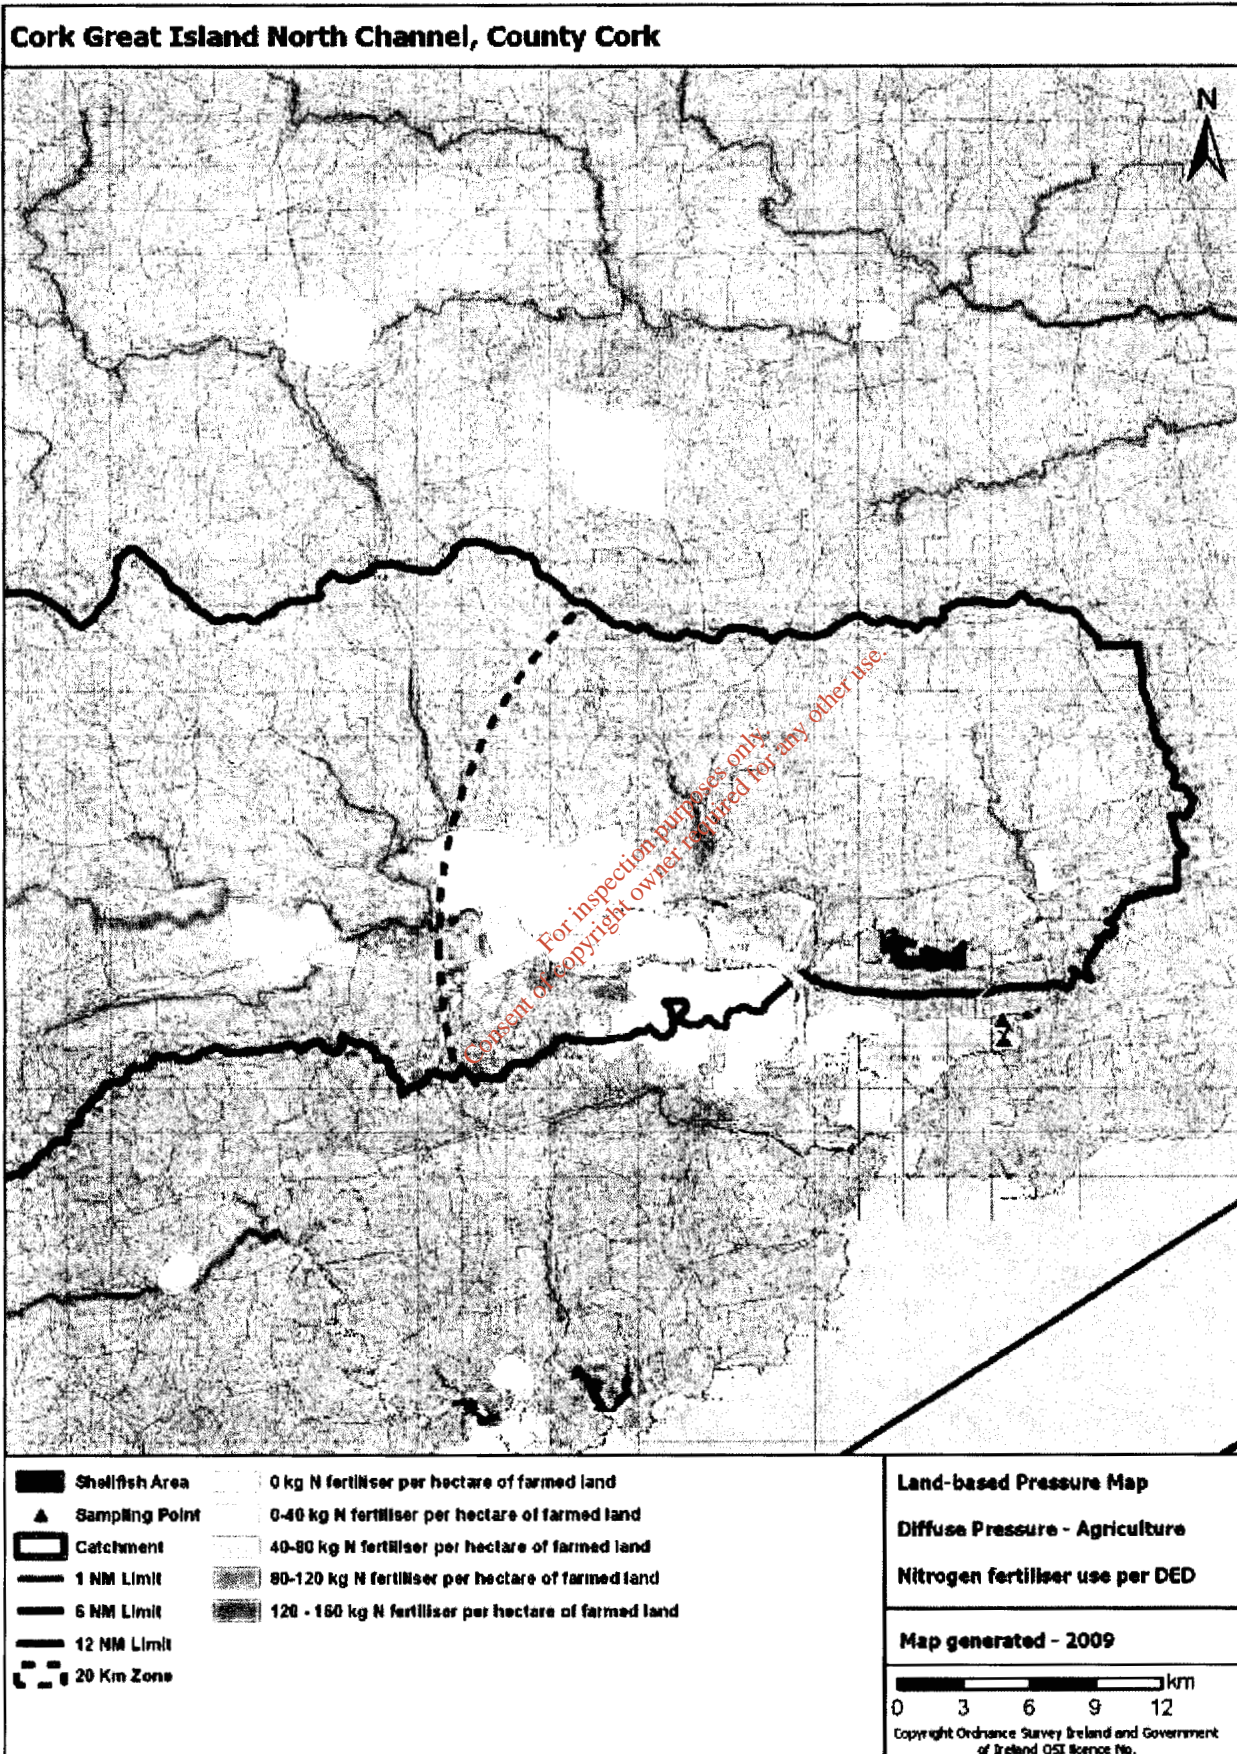 Cork Great Island North Channel, County Cork
N
For inspection purposes only.
Consent of copyright owner required for any other use.
Shellfish Area
Sampling Point
Catchment
1 NM Limit
6 NM Limit
12 NM Limit
20 Km Zone
0 kg N fertiliser per hectare of farmed land
0-40 kg N fertiliser per hectare of farmed land
40-80 kg N fertiliser per hectare of farmed land
80-120 kg N fertiliser per hectare of farmed land
120 - 160 kg N fertiliser per hectare of farmed land
Land-based Pressure Map
Diffuse Pressure - Agriculture
Nitrogen fertiliser use per DED
Map generated - 2009
km
0 3 6 9 12
Copyright Ordnance Survey Ireland and Government
of Ireland OSI licence No.